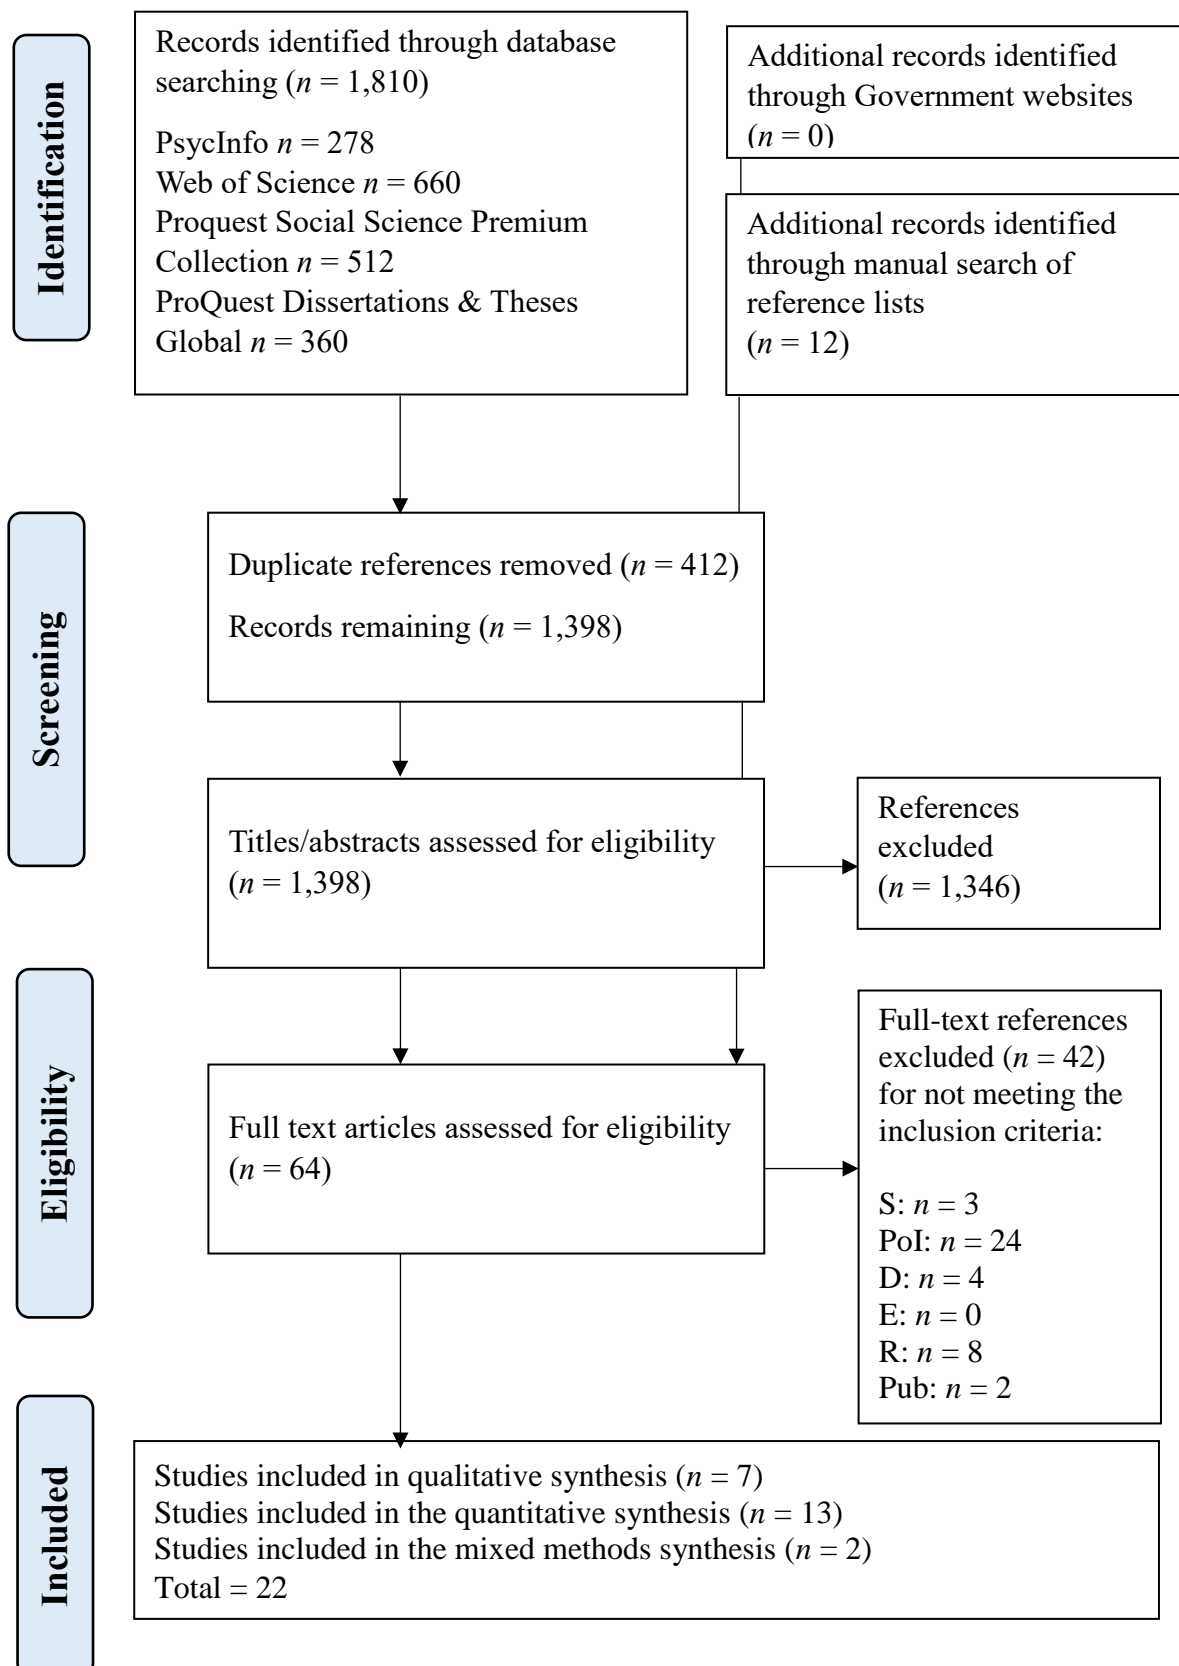 Identification
Records identified through database
searching (n = 1,810)
PsycInfo n = 278
Web of Science n = 660
Proquest Social Science Premium
Collection n = 512
ProQuest Dissertations & Theses
Global n = 360
Additional records identified
through Government websites
(n = 0)
Additional records identified
through manual search of
reference lists
(n = 12)
Screening
Duplicate references removed (n = 412)
Records remaining (n = 1,398)
Titles/abstracts assessed for eligibility
(n = 1,398)
References
excluded
(n = 1,346)
Eligibility
Full text articles assessed for eligibility
(n = 64)
Full-text references
excluded (n = 42)
for not meeting the
inclusion criteria:
S: n = 3
PoI: n = 24
D: n = 4
E: n = 0
R: n = 8
Pub: n = 2
Included
Studies included in qualitative synthesis (n = 7)
Studies included in the quantitative synthesis (n = 13)
Studies included in the mixed methods synthesis (n = 2)
Total = 22